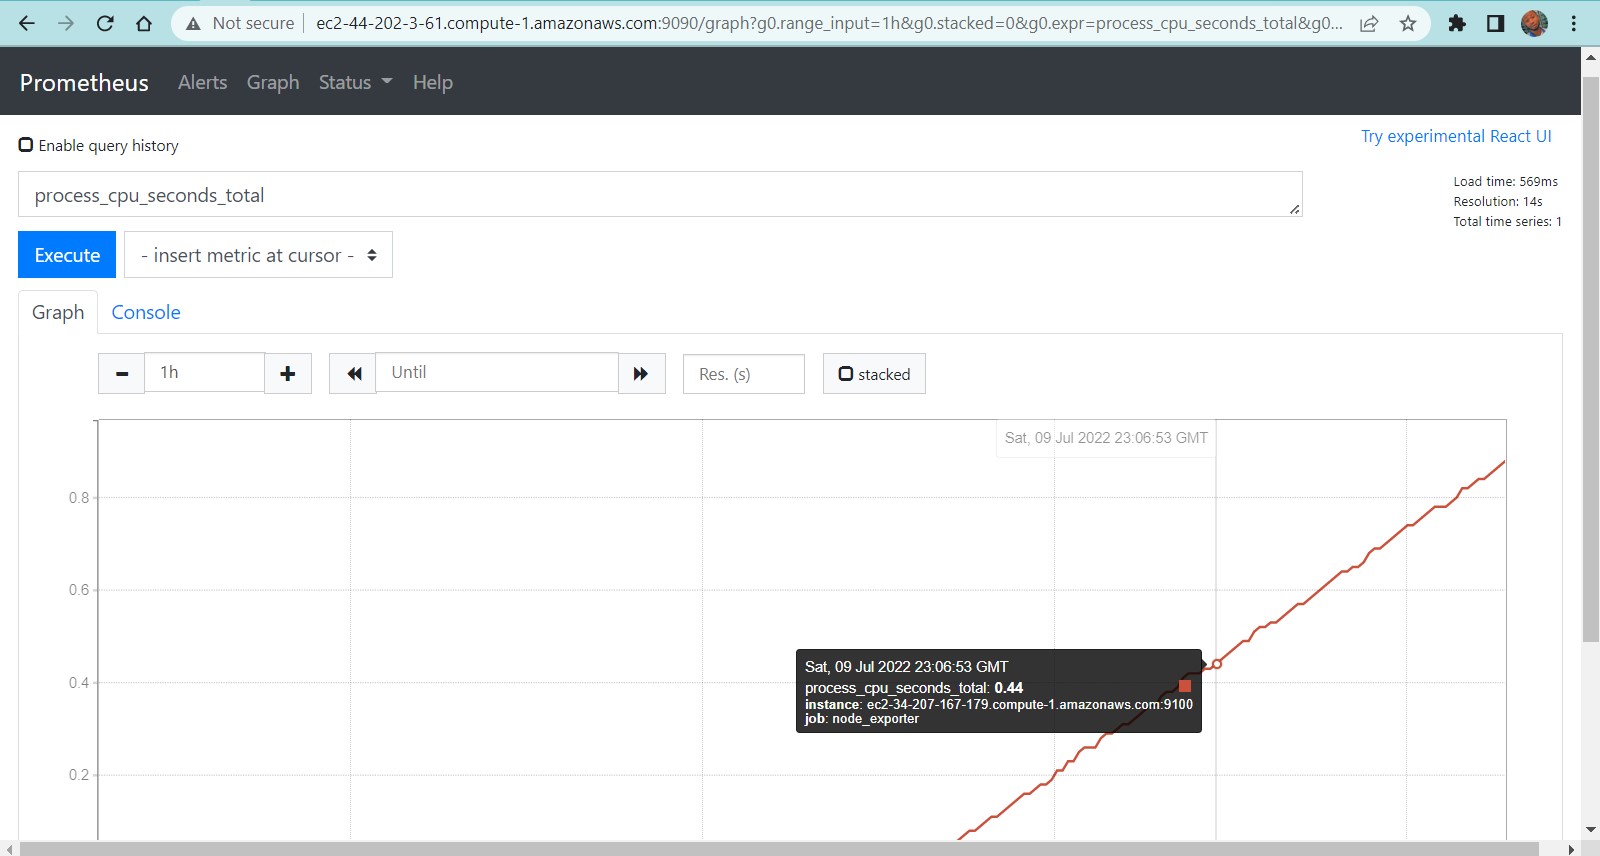 Not secure
ec2-44-202-3-61.compute-1.amazonaws.com:9090/graph?g0.range_input=1h&g0.stacked=0&g0.expr=process_cpu_seconds_total&g0...
Prometheus Alerts Graph Status Help
Enable query history
Try experimental React UI
process_cpu_seconds_total
Load time: 569ms
Resolution: 14s
Total time series: 1
Execute
- insert metric at cursor -
Graph
Console
1h
Until
Res. (s)
stacked
Sat, 09 Jul 2022 23:06:53 GMT
0.8
0.6
0.4
0.2
Sat, 09 Jul 2022 23:06:53 GMT
process_cpu_seconds_total: 0.44
instance: ec2-34-207-167-179.compute-1.amazonaws.com:9100
job: node_exporter